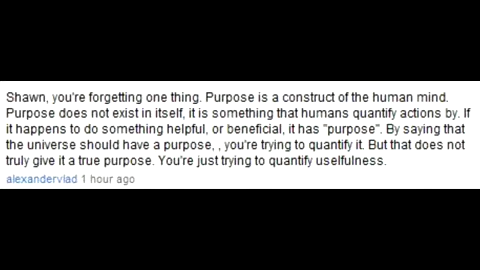 Shawn, you're forgetting one thing. Purpose is a construct of the human mind.
Purpose does not exist in itself, it is something that humans quantify actions by. If
it happens to do something helpful, or beneficial, it has "purpose". By saying that
the universe should have a purpose, , you're trying to quantify it. But that does not
truly give it a true purpose. You're just trying to quantify uselfulness.
alexandervlad 1 hour ago